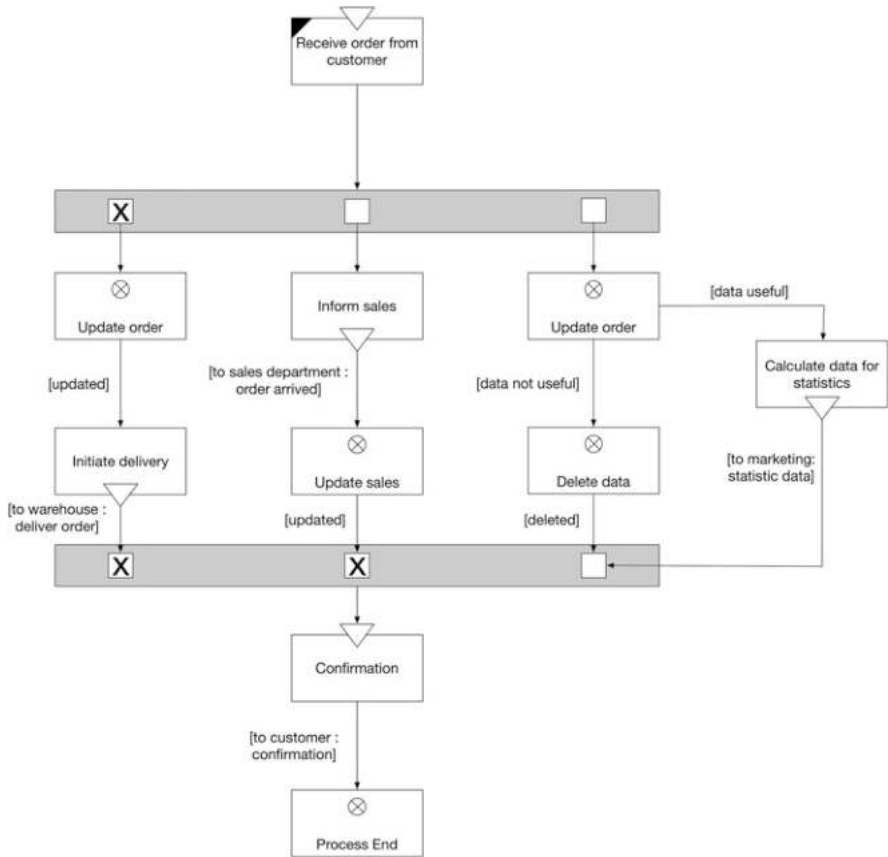 Receive order from
customer
X
Update order
Inform sales
Update order
[data useful]
[updated]
[to sales department :
order arrived]
[data not useful]
Calculate data for
statistics
Initiate delivery
Update sales
Delete data
[to marketing:
statistic data]
[to warehouse :
deliver order]
[updated]
[deleted]
X
X
Confirmation
[to customer :
confirmation]
Process End